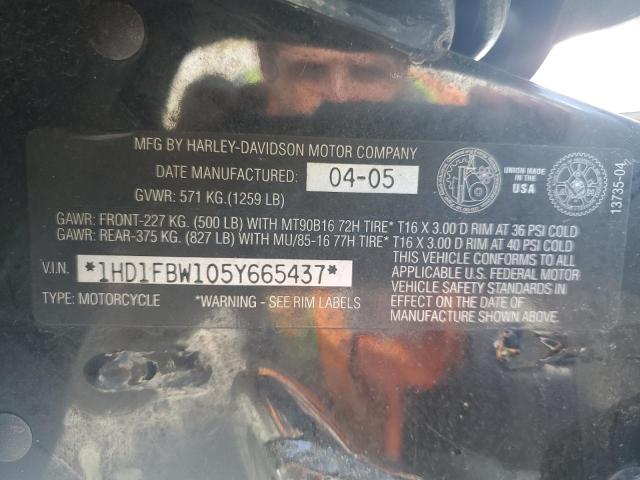 MFG BY HARLEY-DAVIDSON MOTOR COMPANY
DATE MANUFACTURED: 04-05
GVWR: 571 KG.(1259 LB)
UNION MADE IN THE
USA
13735-04
GAWR: FRONT-227 KG. (500 LB) WITH MT90B16 72H TIRE* T16 X 3.00 D RIM AT 36 PSI COLD
GAWR: REAR-375 KG. (827 LB) WITH MU/85-16 77H TIRE* T16 X 3.00 D RIM AT 40 PSI COLD
V.I.N. *1HD1FBW105Y665437*
TYPE: MOTORCYCLE *WARNING - SEE RIM LABELS
THIS VEHICLE CONFORMS TO ALL
APPLICABLE U.S. FEDERAL MOTOR
VEHICLE SAFETY STANDARDS IN
EFFECT ON THE DATE OF
MANUFACTURE SHOWN ABOVE.